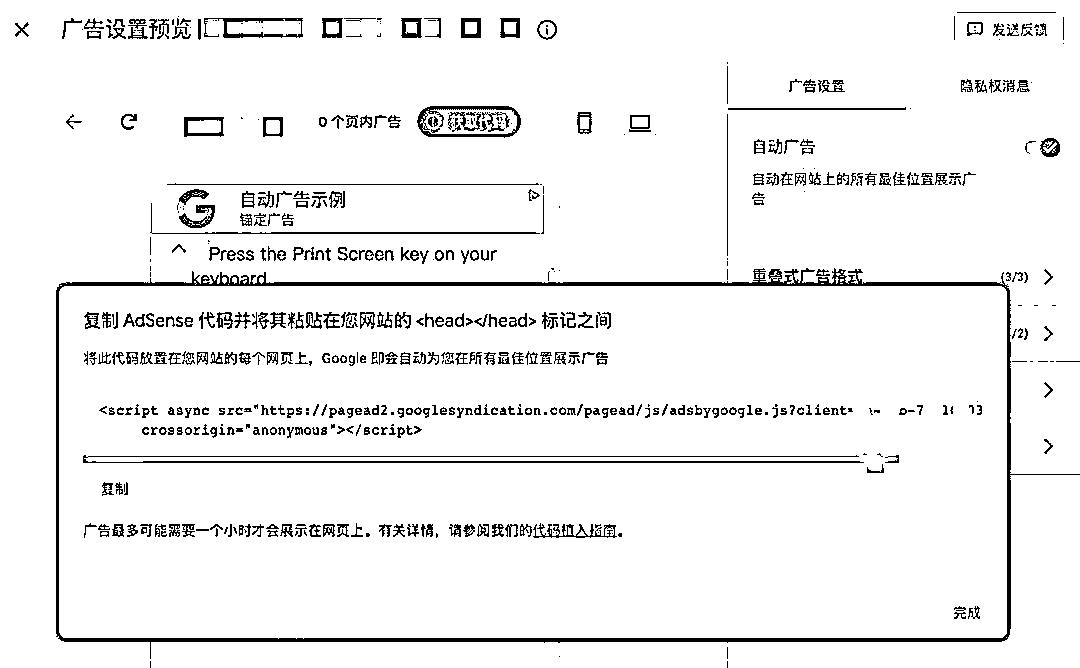 广告设置预览
发送反馈
广告设置
隐私权消息
0 个页内广告
获取代码
自动广告
自动在网站上的所有最佳位置展示广
告
自动广告示例
锚定广告
Press the Print Screen key on your
keyboard
重叠式广告格式
(3/3)
/2)
复制 AdSense 代码并将其粘贴在您网站的 <head></head> 标记之间
将此代码放置在您网站的每个网页上，Google 即会自动为您在所有最佳位置展示广告
<script async src="https://pagead2.googlesyndication.com/pagead/js/adsbygoogle.js?client=
crossorigin="anonymous"></script>
复制
广告最多可能需要一个小时才会展示在网页上。有关详情，请参阅我们的代码植入指南。
完成